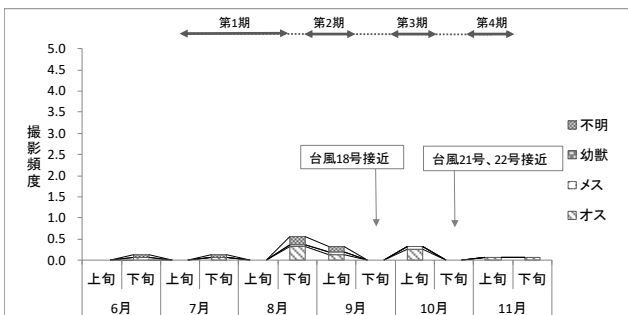 第1期 第2期 第3期 第4期
5.0
4.5
4.0
3.5
3.0
2.5
2.0
1.5
1.0
0.5
0.0
撮影頻度
台風18号接近
台風21号、22号接近
不明
幼獣
メス
オス
上旬 下旬 上旬 下旬 上旬 下旬 上旬 下旬 上旬 下旬 上旬 下旬
6月 7月 8月 9月 10月 11月